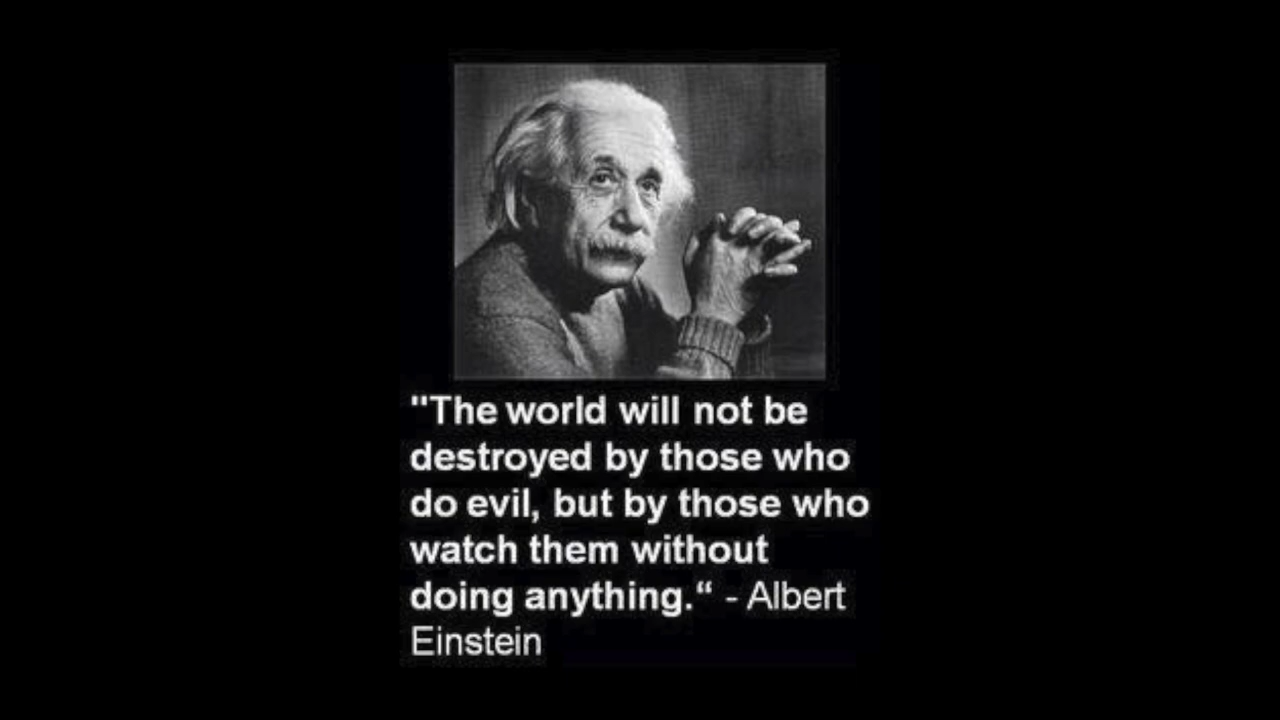 "The world will not be
destroyed by those who
do evil, but by those who
watch them without
doing anything.“ - Albert
Einstein